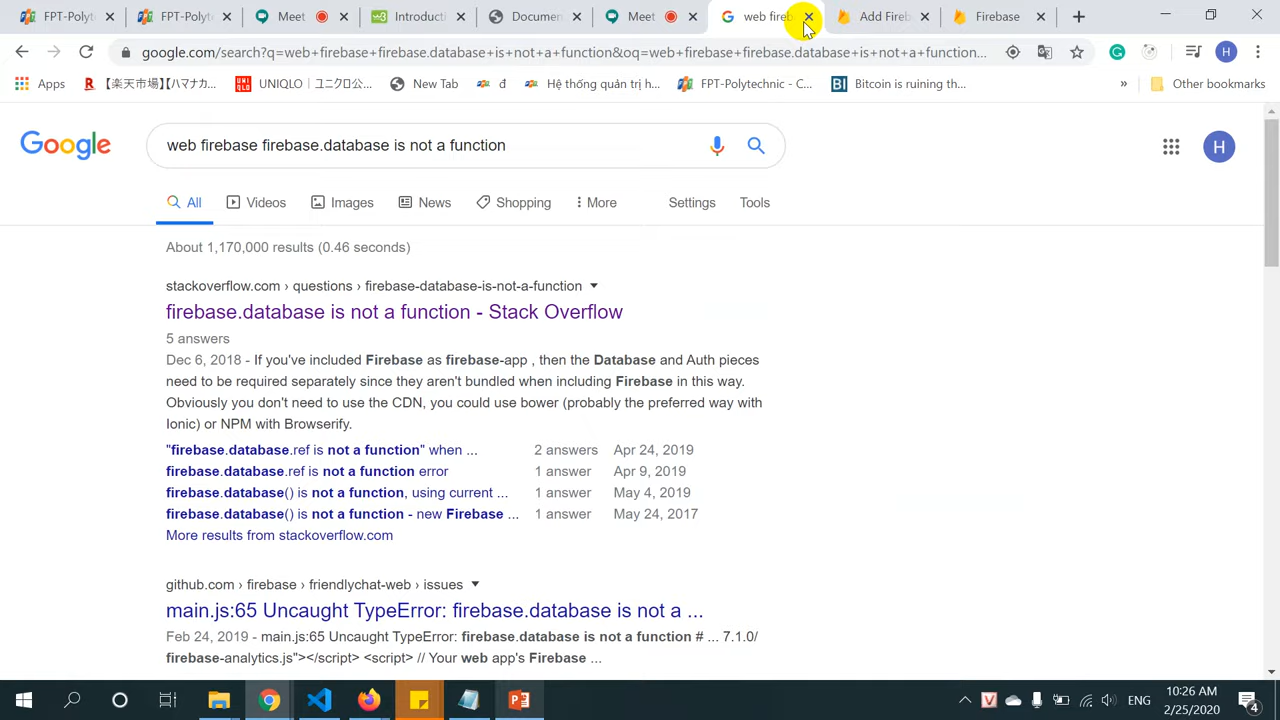 FPT-Polyt
FPT-Polyt
Meet
Introducti
Documen
Meet
web fireb
Add Fireb
Firebase
google.com/search?q=web+firebase+firebase.database+is+not+a+function&oq=web+firebase+firebase.database+is+not+a+function...
H
Apps
【楽天市場】【ハマナカ...
UNIQLO | ユニクロ公...
New Tab
đ
Hệ thống quản trị h...
FPT-Polytechnic - C...
BI
Bitcoin is ruining th...
»
Other bookmarks
Google
web firebase firebase.database is not a function
H
All
Videos
Images
News
Shopping
More
Settings
Tools
About 1,170,000 results (0.46 seconds)
stackoverflow.com › questions › firebase-database-is-not-a-function
firebase.database is not a function - Stack Overflow
5 answers
Dec 6, 2018 - If you've included Firebase as firebase-app , then the Database and Auth pieces
need to be required separately since they aren't bundled when including Firebase in this way.
Obviously you don't need to use the CDN, you could use bower (probably the preferred way with
Ionic) or NPM with Browserify.
"firebase.database.ref is not a function" when ... 2 answers Apr 24, 2019
firebase.database.ref is not a function error 1 answer Apr 9, 2019
firebase.database() is not a function, using current ... 1 answer May 4, 2019
firebase.database() is not a function - new Firebase ... 1 answer May 24, 2017
More results from stackoverflow.com
github.com › firebase › friendlychat-web › issues
main.js:65 Uncaught TypeError: firebase.database is not a ...
Feb 24, 2019 - main.js:65 Uncaught TypeError: firebase.database is not a function # ... 7.1.0/
firebase-analytics.js"></script> <script> // Your web app's Firebase ...
ENG
10:26 AM
2/25/2020
4